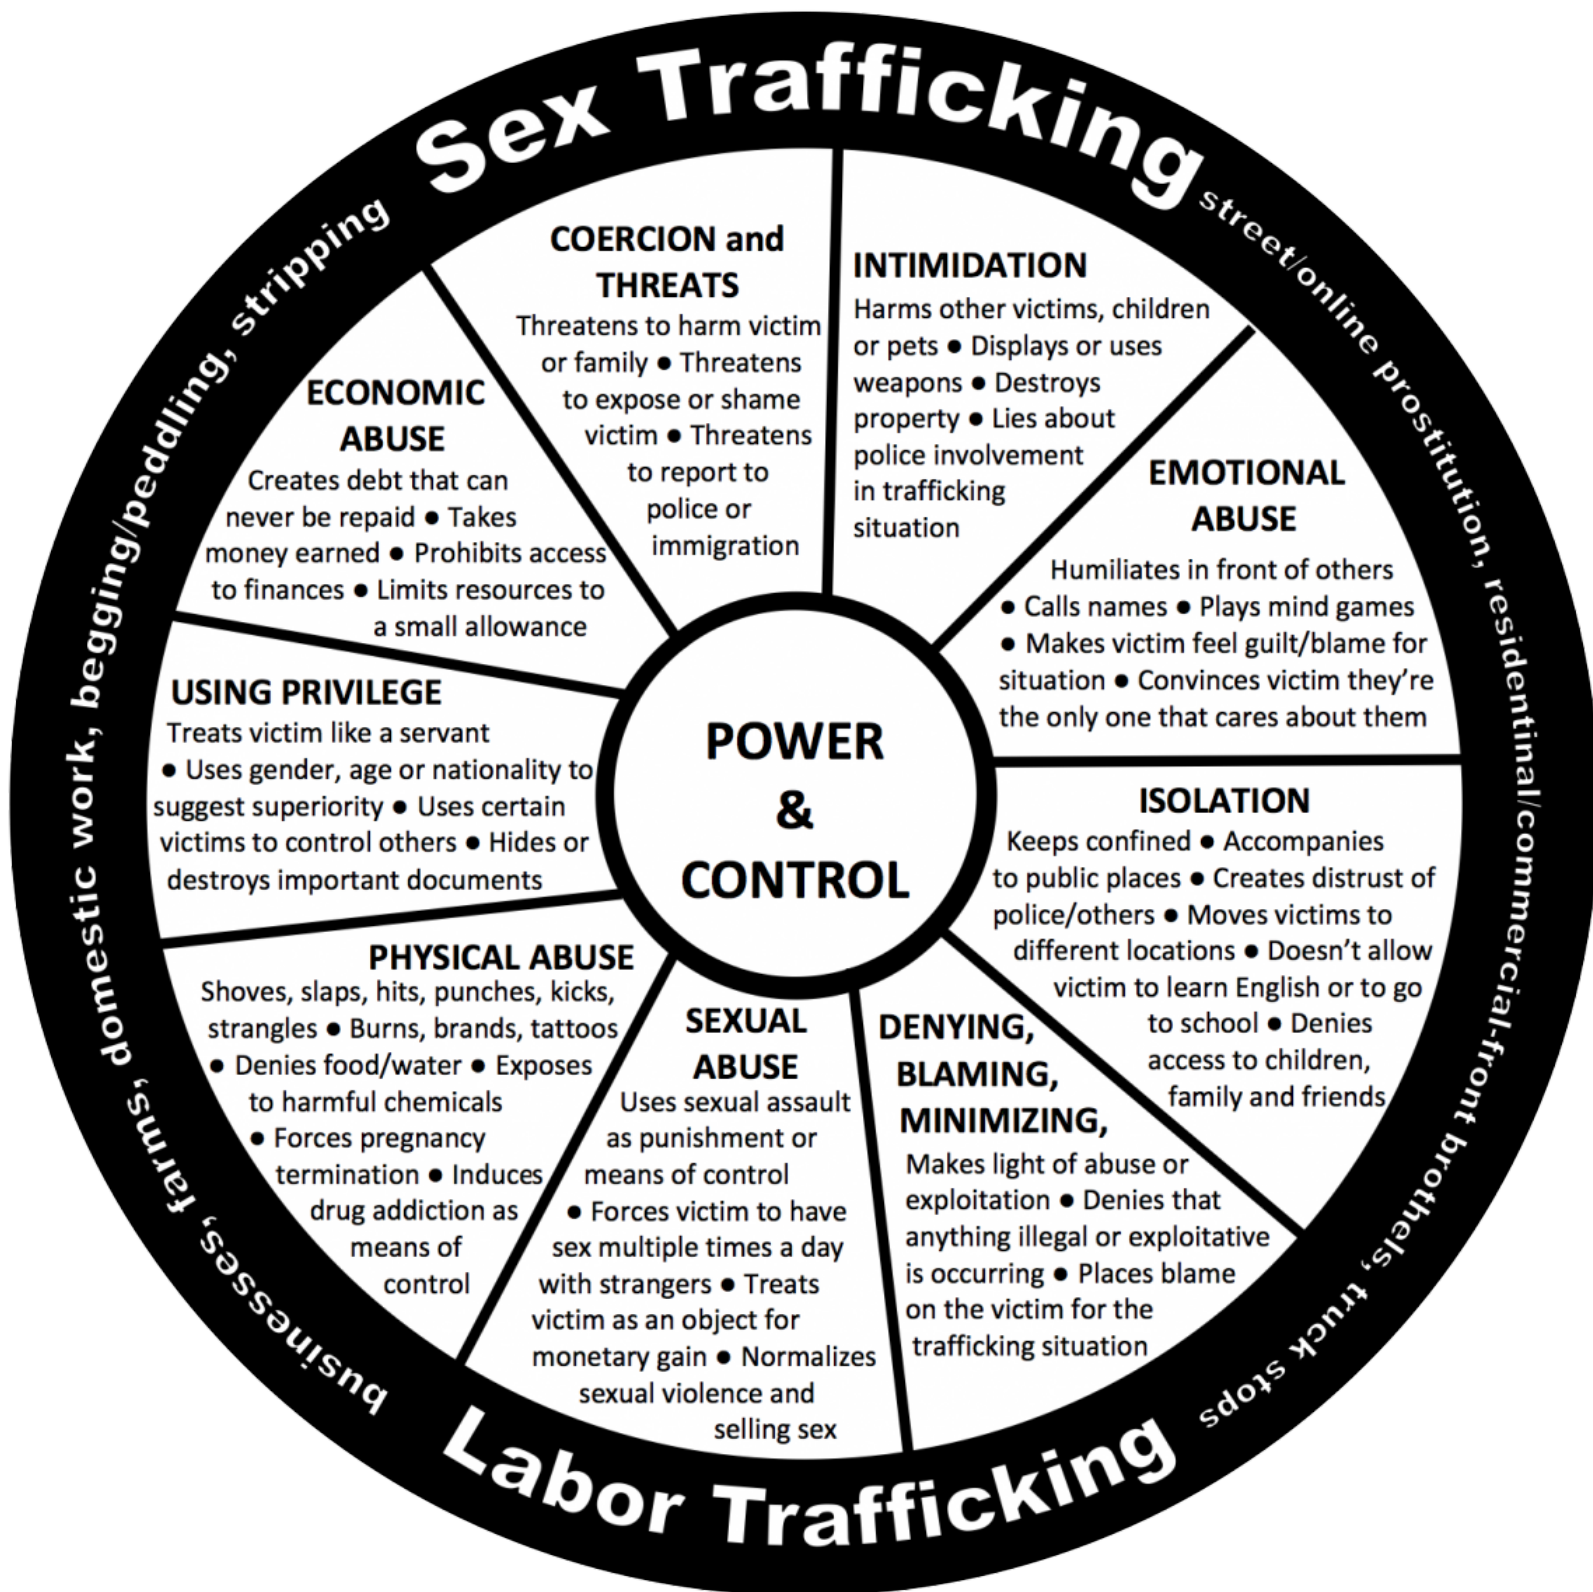 Sex Trafficking
street/online prostitution, residentinal/commercial-front brothels, truck stops
Labor Trafficking
businesses, farms, domestic work, begging/peddling, stripping
COERCION and
THREATS
Threatens to harm victim
or family ● Threatens
to expose or shame
victim ● Threatens
to report to
police or
immigration
INTIMIDATION
Harms other victims, children
or pets ● Displays or uses
weapons ● Destroys
property ● Lies about
police involvement
in trafficking
situation
EMOTIONAL
ABUSE
Humiliates in front of others
● Calls names ● Plays mind games
● Makes victim feel guilt/blame for
situation ● Convinces victim they’re
the only one that cares about them
ISOLATION
Keeps confined ● Accompanies
to public places ● Creates distrust of
police/others ● Moves victims to
different locations ● Doesn’t allow
victim to learn English or to go
to school ● Denies
access to children,
family and friends
DENYING,
BLAMING,
MINIMIZING,
Makes light of abuse or
exploitation ● Denies that
anything illegal or exploitative
is occurring ● Places blame
on the victim for the
trafficking situation
SEXUAL
ABUSE
Uses sexual assault
as punishment or
means of control
● Forces victim to have
sex multiple times a day
with strangers ● Treats
victim as an object for
monetary gain ● Normalizes
sexual violence and
selling sex
PHYSICAL ABUSE
Shoves, slaps, hits, punches, kicks,
strangles ● Burns, brands, tattoos
● Denies food/water ● Exposes
to harmful chemicals
● Forces pregnancy
termination ● Induces
drug addiction as
means of
control
USING PRIVILEGE
Treats victim like a servant
● Uses gender, age or nationality to
suggest superiority ● Uses certain
victims to control others ● Hides or
destroys important documents
ECONOMIC
ABUSE
Creates debt that can
never be repaid ● Takes
money earned ● Prohibits access
to finances ● Limits resources to
a small allowance
POWER
&
CONTROL